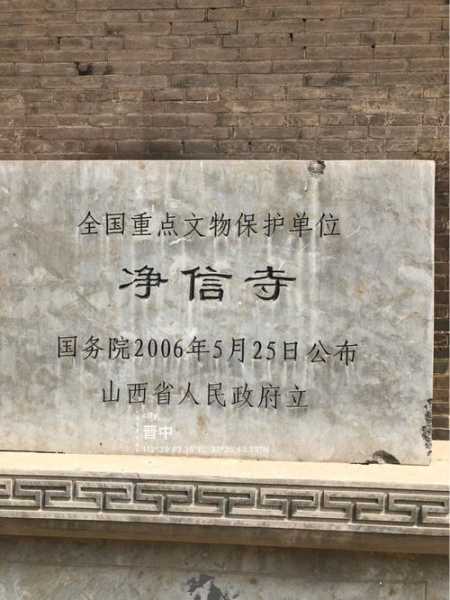 全国重点文物保护单位
净信寺
国务院2006年5月25日公布
山西省人民政府立
晋中